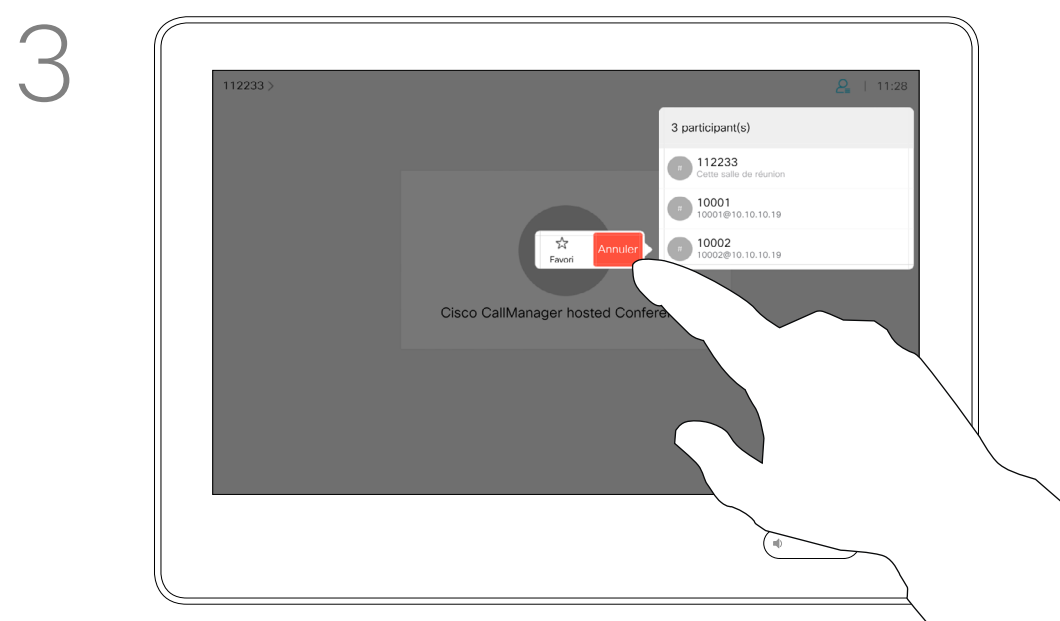 3
112233 >
11:28
3 participant(s)
112233
Cette salle de réunion
10001
10001@10.10.10.19
10002
10002@10.10.10.19
Favori
Annuler
Cisco CallManager hosted Confere